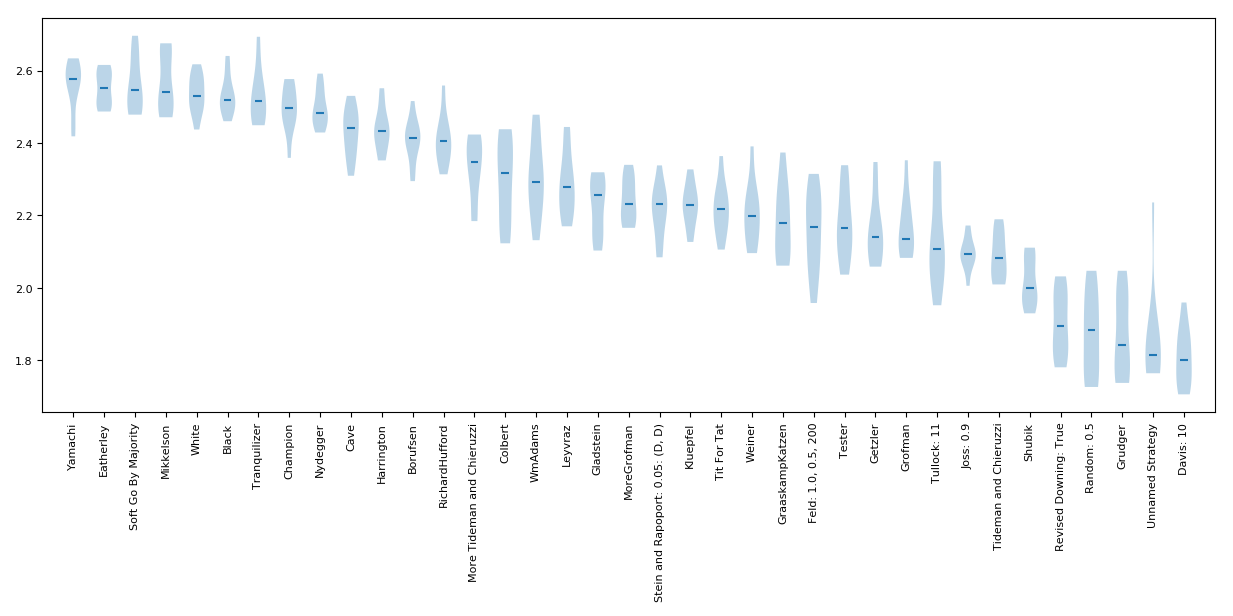 2.6
2.4
2.2
2.0
1.8
Yamachi
Eatherley
Soft Go By Majority
Mikkelson
White
Black
Tranquilizer
Champion
Nydegger
Cave
Harrington
Borufsen
RichardHufford
More Tideman and Chieruzzi
Colbert
WmAdams
Leyvraz
Gladstein
MoreGrofman
Stein and Rapoport: 0.05: (D, D)
Kluepfel
Tit For Tat
Weiner
GraaskampKatzen
Feld: 1.0, 0.5, 200
Tester
Getzler
Grofman
Tullock: 11
Joss: 0.9
Tideman and Chieruzzi
Shubik
Revised Downing: True
Random: 0.5
Grudger
Unnamed Strategy
Davis: 10